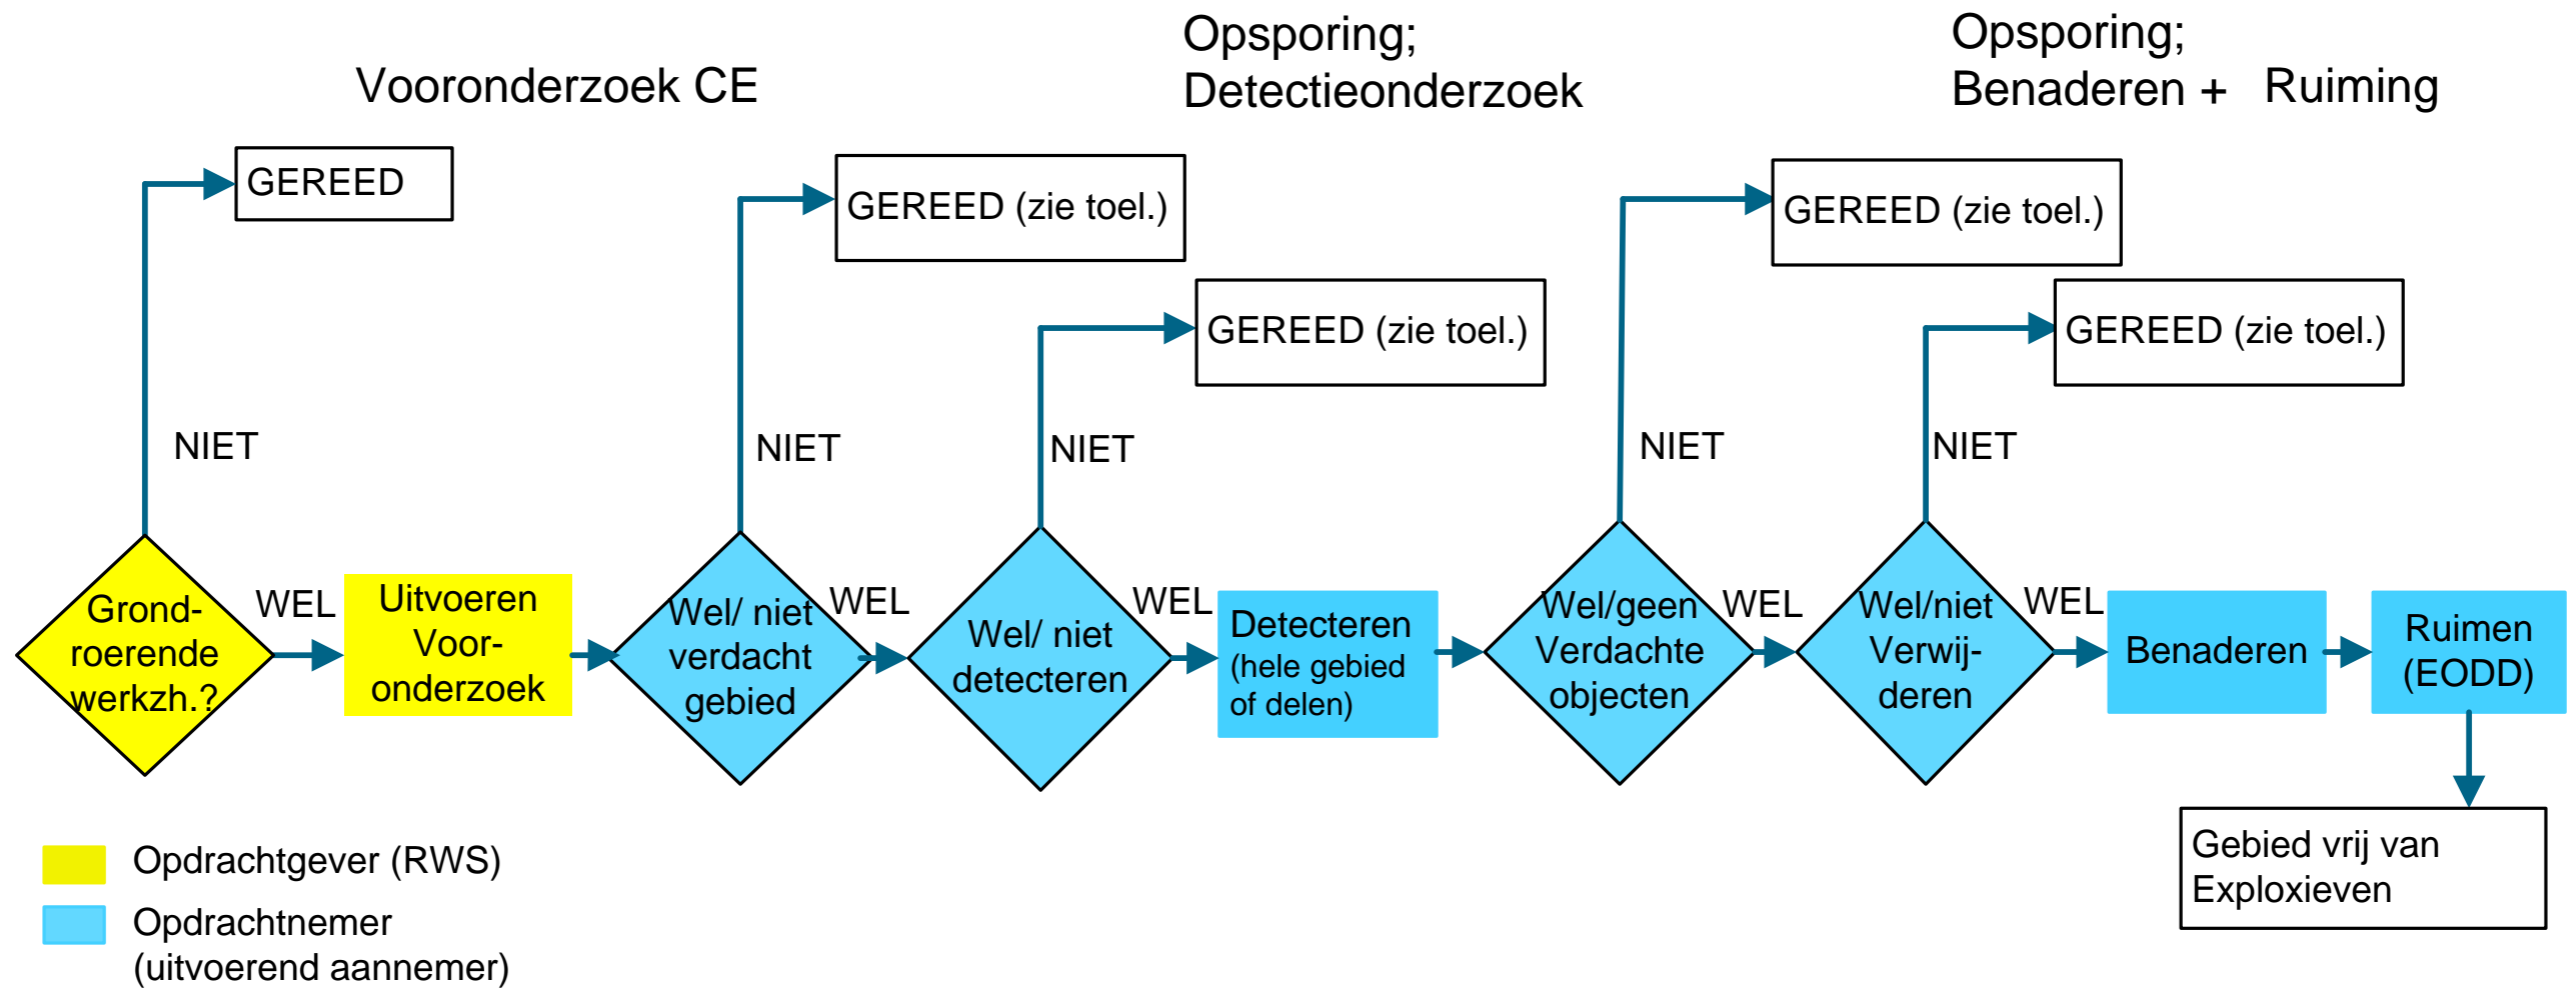 Vooronderzoek CE
Opsporing;
Detectieonderzoek
Opsporing;
Benaderen + Ruiming
GEREED
GEREED (zie toel.)
GEREED (zie toel.)
GEREED (zie toel.)
GEREED (zie toel.)
NIET
NIET
NIET
NIET
NIET
Grond-
roerende
werkzh.?
WEL
Uitvoeren
Voor-
onderzoek
Wel/ niet
verdacht
gebied
WEL
Wel/ niet
detecteren
WEL
Detecteren
(hele gebied
of delen)
Wel/geen
Verdachte
objecten
WEL
Wel/niet
Verwij-
deren
WEL
Benaderen
Ruimen
(EODD)
Gebied vrij van
Exploxieven
Opdrachtgever (RWS)
Opdrachtnemer
(uitvoerend aannemer)